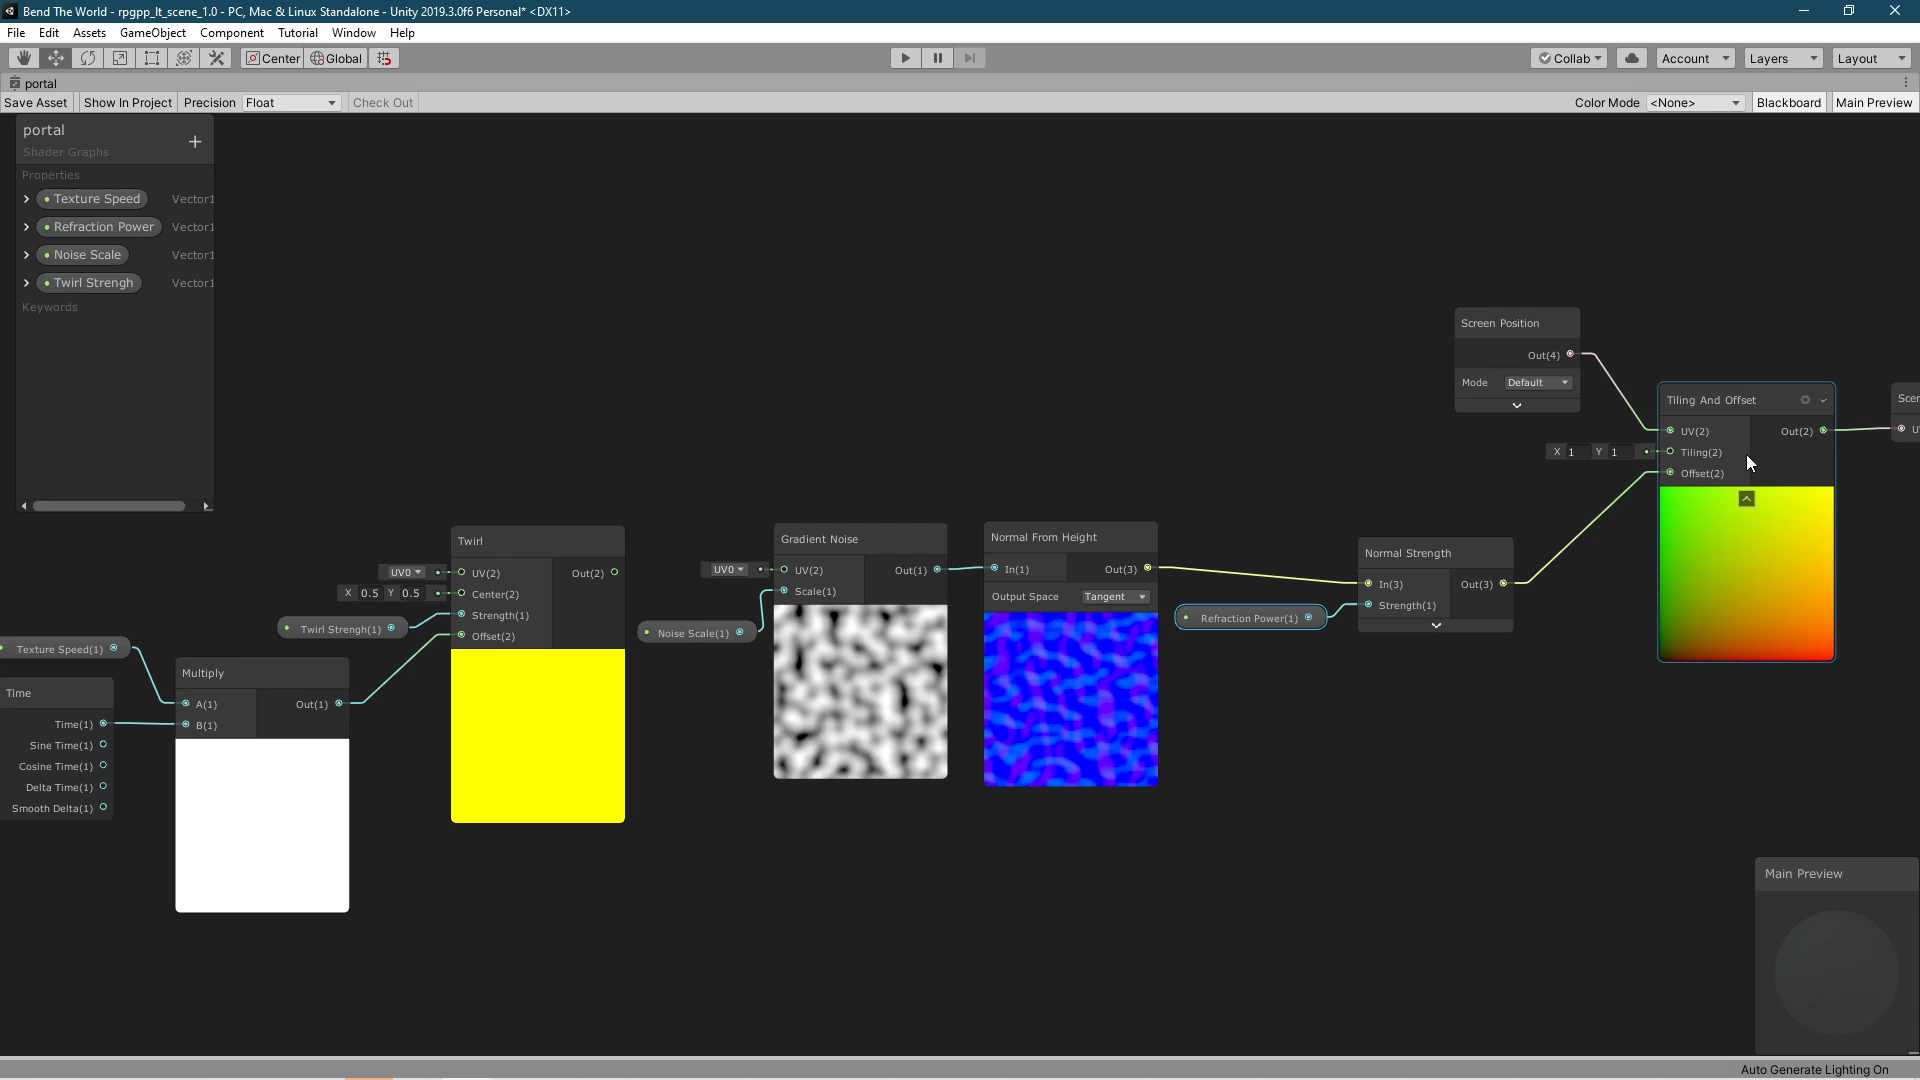 Bend The World - rpgpp_lt_scene_1.0 - PC, Mac & Linux Standalone - Unity 2019.3.0f6 Personal* <DX11>
File Edit Assets GameObject Component Tutorial Window Help
Center Global Collab Account Layers Layout
portal
Save Asset Show In Project Precision Float Check Out Color Mode <None> Blackboard Main Preview
portal
Shader Graphs
Properties
Texture Speed Vector1
Refraction Power Vector1
Noise Scale Vector1
Twirl Strengh Vector1
Keywords
Screen Position
Out(4)
Mode Default
Tiling And Offset
UV(2) Out(2)
X 1 Y 1 Tiling(2)
Offset(2)
Scer
U
Twirl
UV0 UV(2) Out(2)
X 0.5 Y 0.5 Center(2)
Twirl Strengh(1) Strength(1)
Offset(2)
Gradient Noise
UV0 UV(2) Out(1)
Scale(1)
Noise Scale(1)
Normal From Height
In(1) Out(3)
Output Space Tangent
Refraction Power(1)
Normal Strength
In(3) Out(3)
Strength(1)
Texture Speed(1)
Time
Time(1)
Sine Time(1)
Cosine Time(1)
Delta Time(1)
Smooth Delta(1)
Multiply
A(1) Out(1)
B(1)
Main Preview
Auto Generate Lighting On